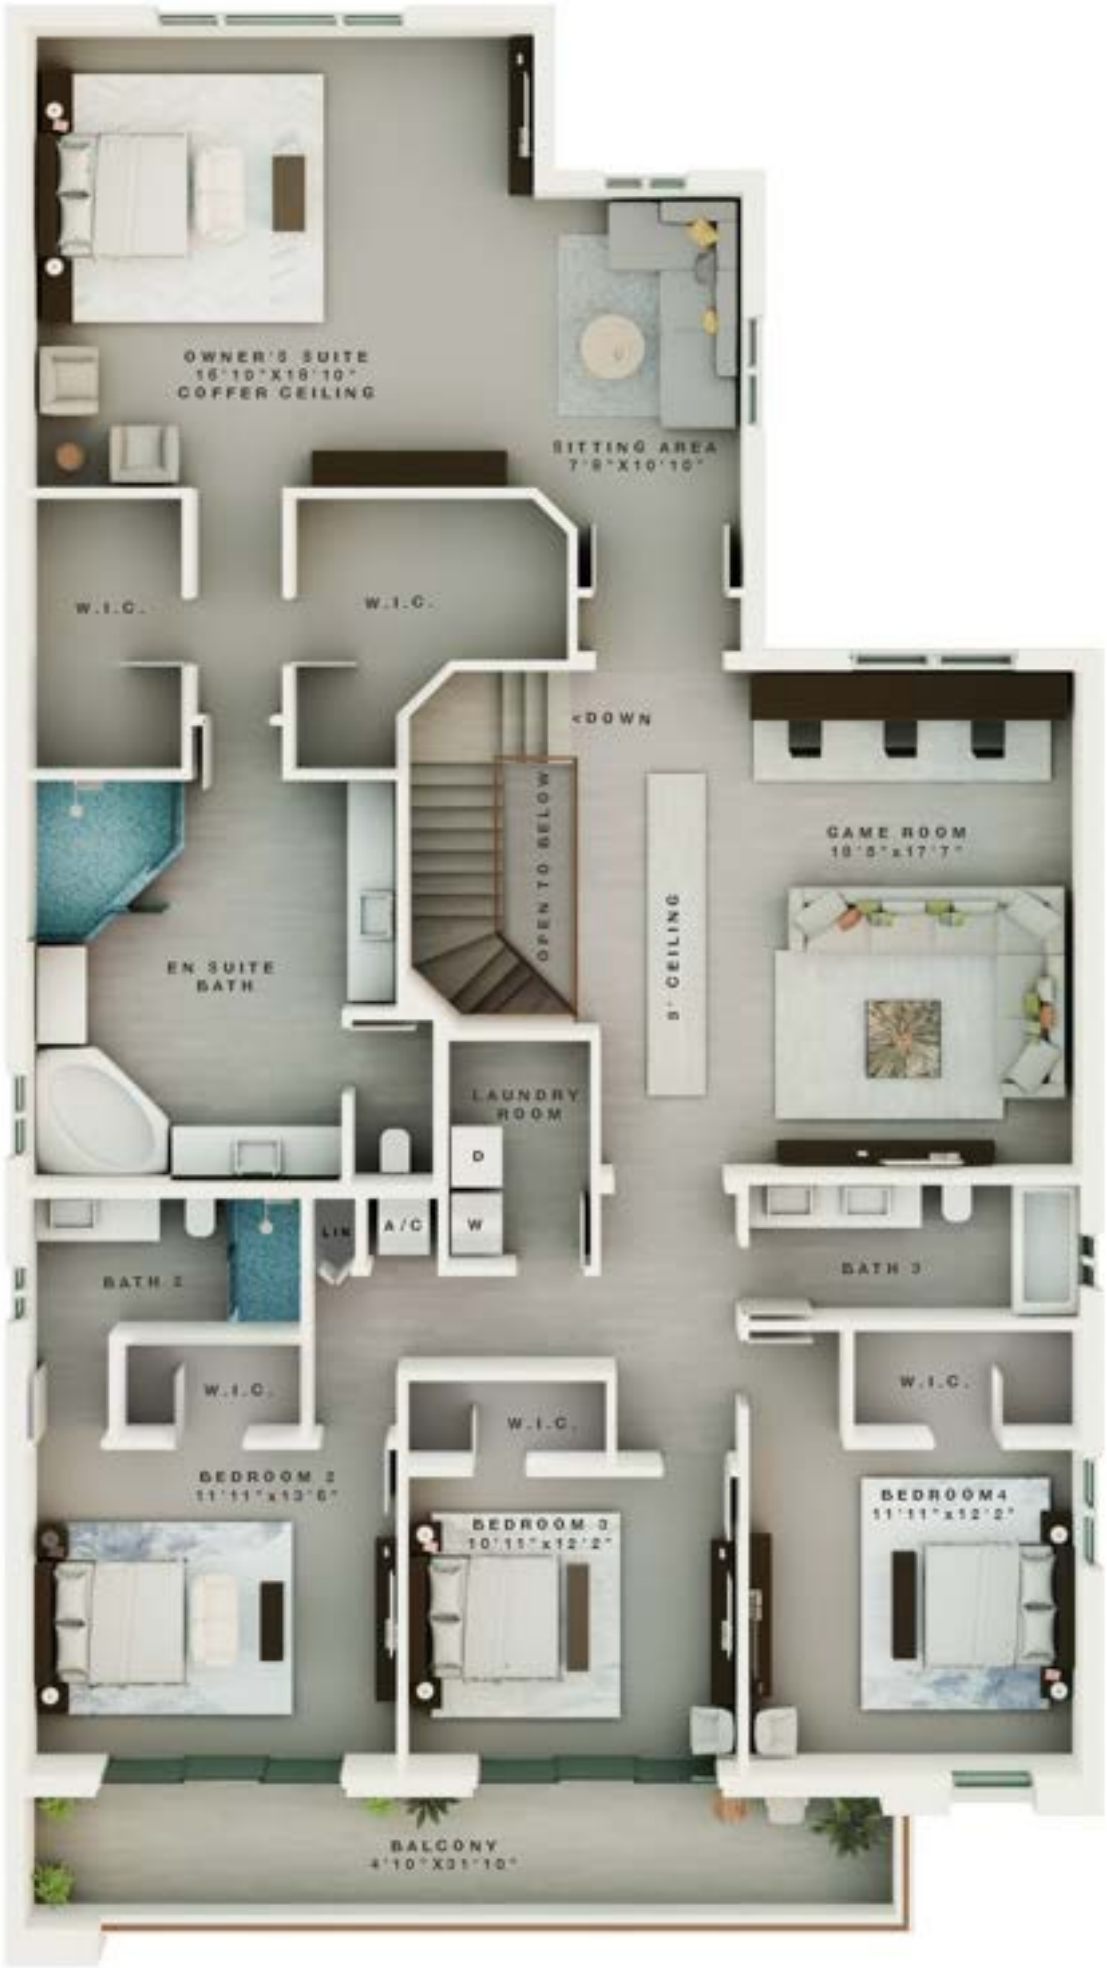 OWNER'S SUITE
16'10"X18'10"
COFFER CEILING
SITTING AREA
7'9"X10'10"
W.I.C.
W.I.C.
<DOWN
OPEN TO BELOW
9' CEILING
GAME ROOM
18'5"x17'7"
EN SUITE
BATH
LAUNDRY
ROOM
D
W
LIN
A/C
BATH 2
BATH 3
W.I.C.
W.I.C.
W.I.C.
BEDROOM 2
11'11"x13'6"
BEDROOM 3
10'11"x12'2"
BEDROOM4
11'11"x12'2"
BALCONY
4'10"X31'10"